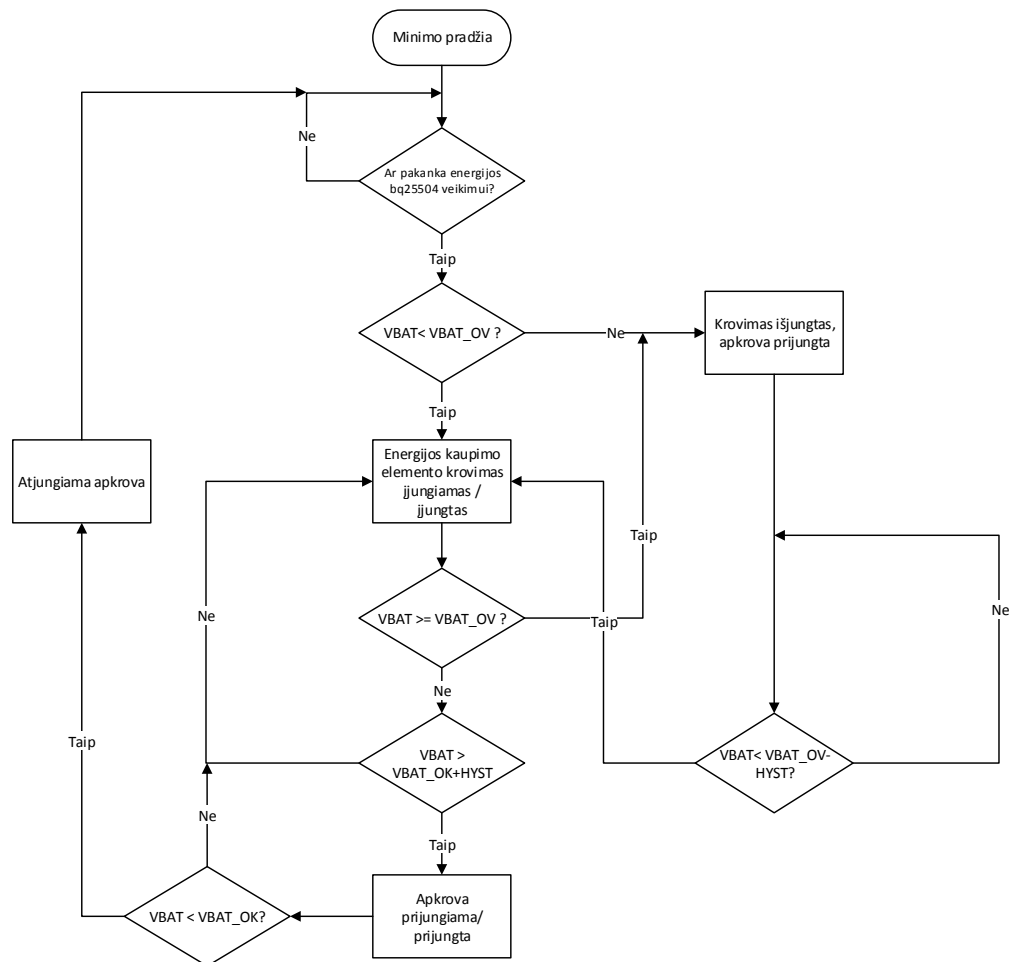 Minimo pradžia
Ne
Ar pakanka energijos
bq25504 veikimui?
Taip
VBAT< VBAT_OV ?
Ne
Krovimas išjungtas,
apkrova prijungta
Taip
Atjungiama apkrova
Energijos kaupimo
elemento krovimas
įjungiamas /
įjungtas
Taip
Ne
VBAT >= VBAT_OV ?
Taip
Ne
Ne
Taip
VBAT >
VBAT_OK+HYST
VBAT< VBAT_OV-
HYST?
Ne
Taip
VBAT < VBAT_OK?
Apkrova
prijungiama/
prijungta